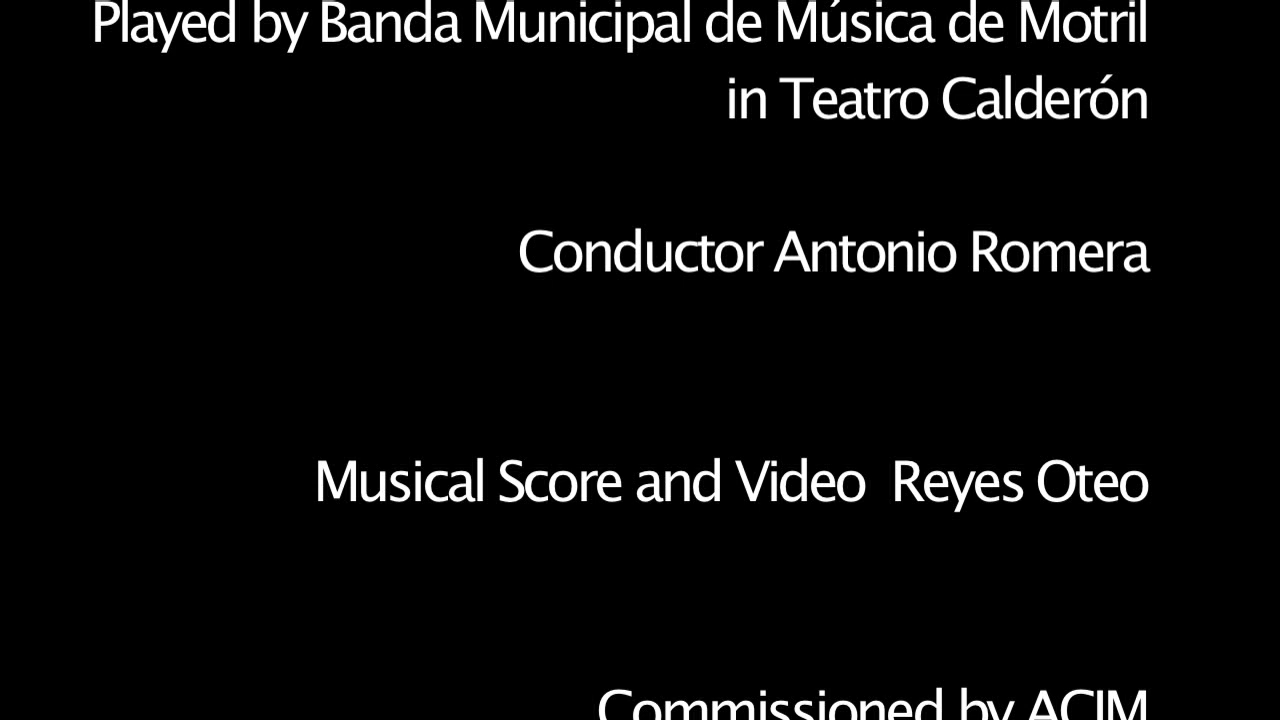 Played by Banda Municipal de Música de Motril
in Teatro Calderón
Conductor Antonio Romera
Musical Score and Video  Reyes Oteo
Commissioned by ACIM